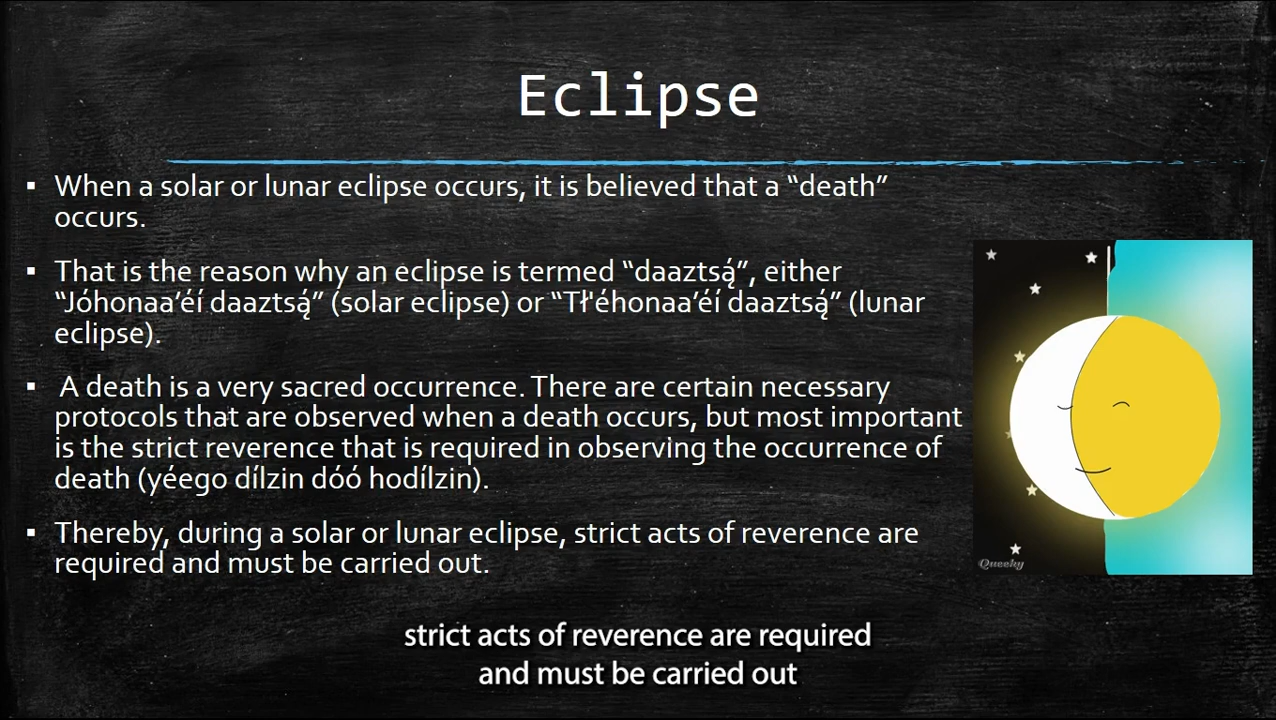 Eclipse
▪ When a solar or lunar eclipse occurs, it is believed that a “death”
occurs.
▪ That is the reason why an eclipse is termed “daaztsą́”, either
“Jóhonaa’éí daaztsą́” (solar eclipse) or “Tł'éhonaa’éí daaztsą́” (lunar
eclipse).
▪ A death is a very sacred occurrence. There are certain necessary
protocols that are observed when a death occurs, but most important
is the strict reverence that is required in observing the occurrence of
death (yéego dílzin dóó hodílzin).
▪ Thereby, during a solar or lunar eclipse, strict acts of reverence are
required and must be carried out.
Queeky
strict acts of reverence are required
and must be carried out